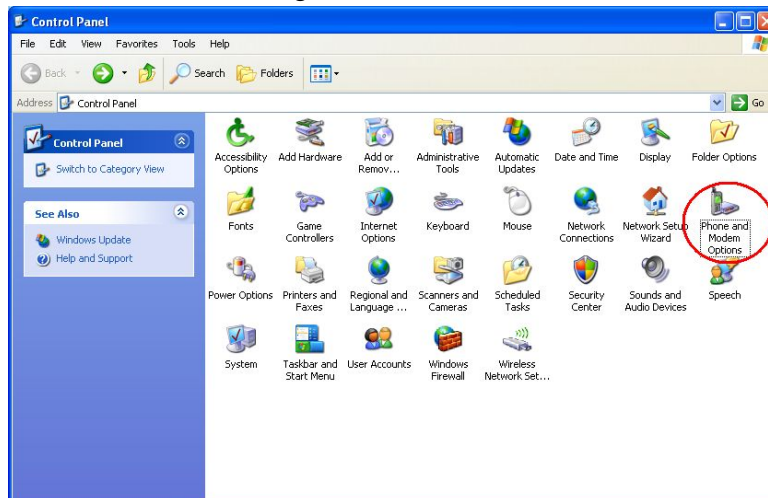 Control Panel
File Edit View Favorites Tools Help
Back Search Folders
Address Control Panel Go
Control Panel
Switch to Category View
See Also
Windows Update
Help and Support
Accessibility Options
Add Hardware
Add or Remov...
Administrative Tools
Automatic Updates
Date and Time
Display
Folder Options
Fonts
Game Controllers
Internet Options
Keyboard
Mouse
Network Connections
Network Setup Wizard
Phone and Modem Options
Power Options
Printers and Faxes
Regional and Language ...
Scanners and Cameras
Scheduled Tasks
Security Center
Sounds and Audio Devices
Speech
System
Taskbar and Start Menu
User Accounts
Windows Firewall
Wireless Network Set...